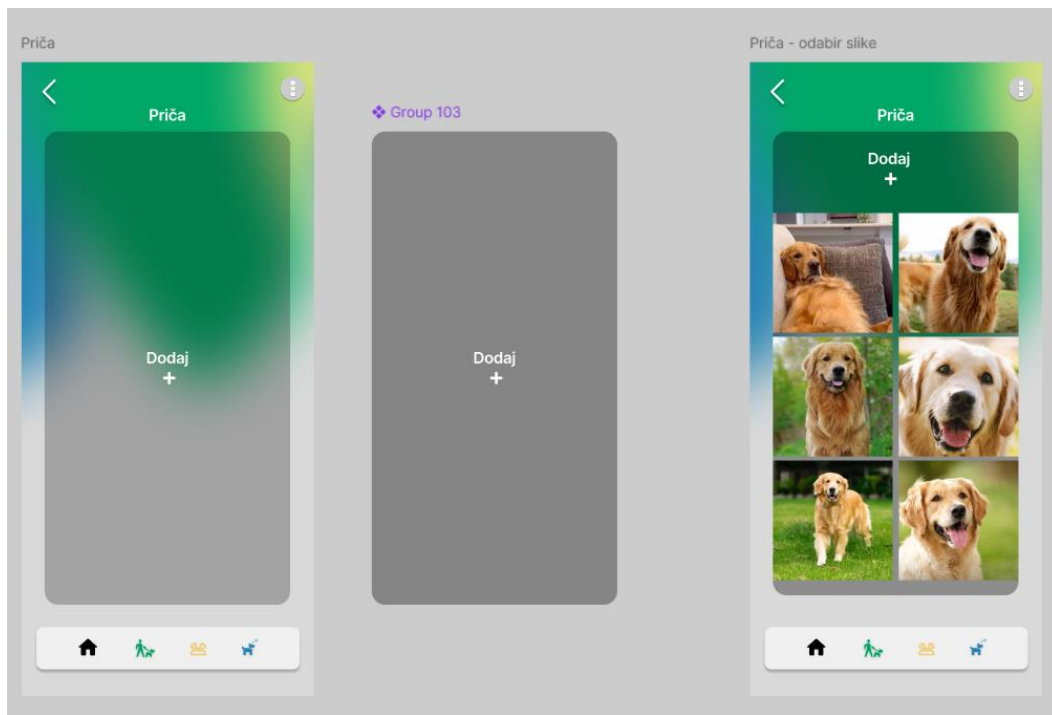 Priča
Priča - odabir slike
Group 103
Priča
Dodaj
+
Dodaj
+
Priča
Dodaj
+